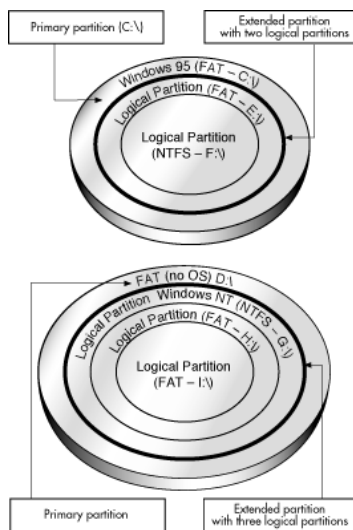 Primary partition (C:\)
Extended partition
with two logical partitions
Windows 95 (FAT – C:\)
Logical Partition (FAT – E:\)
Logical Partition
(NTFS – F:\)
FAT (no OS) D:\
Logical Partition Windows NT (NTFS – G:\)
Logical Partition (FAT – H:\)
Logical Partition
(FAT – I:\)
Primary partition
Extended partition
with three logical partitions